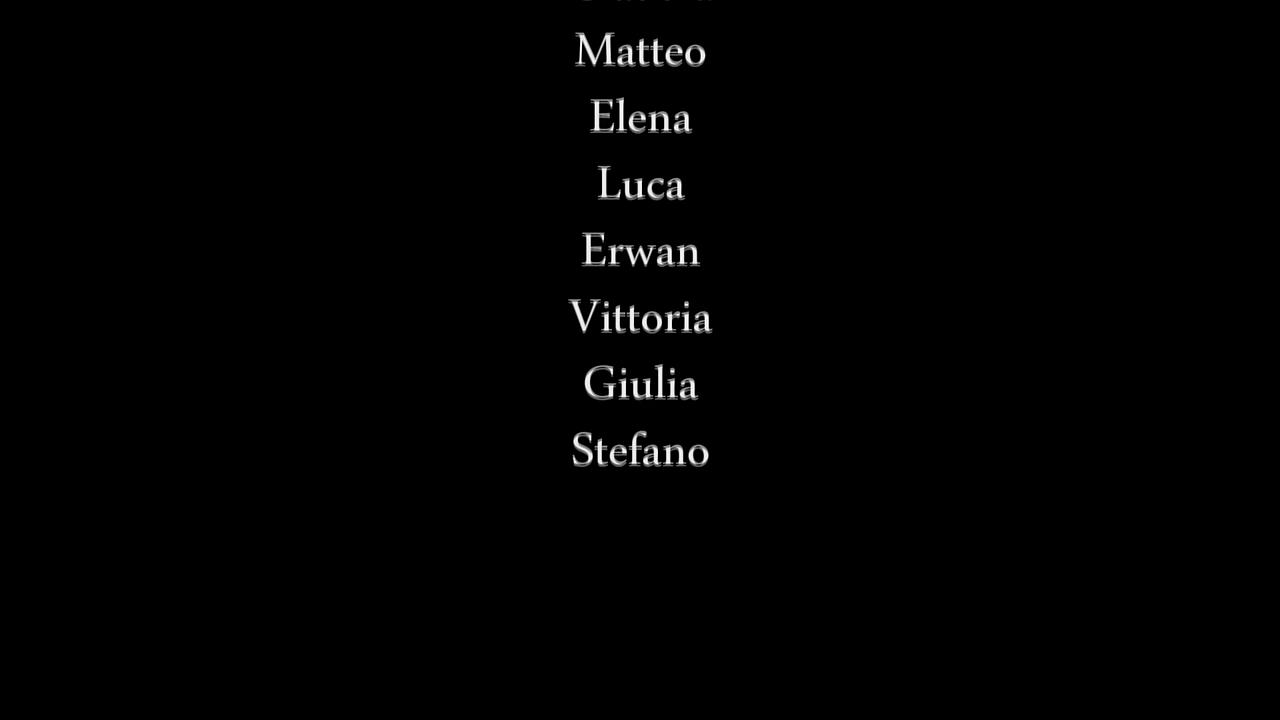 Matteo
Elena
Luca
Erwan
Vittoria
Giulia
Stefano